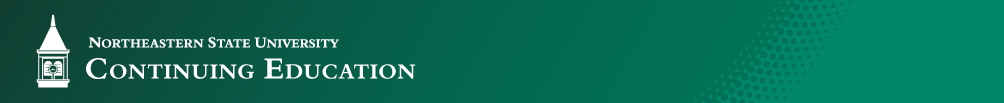 Northeastern State University
Continuing Education